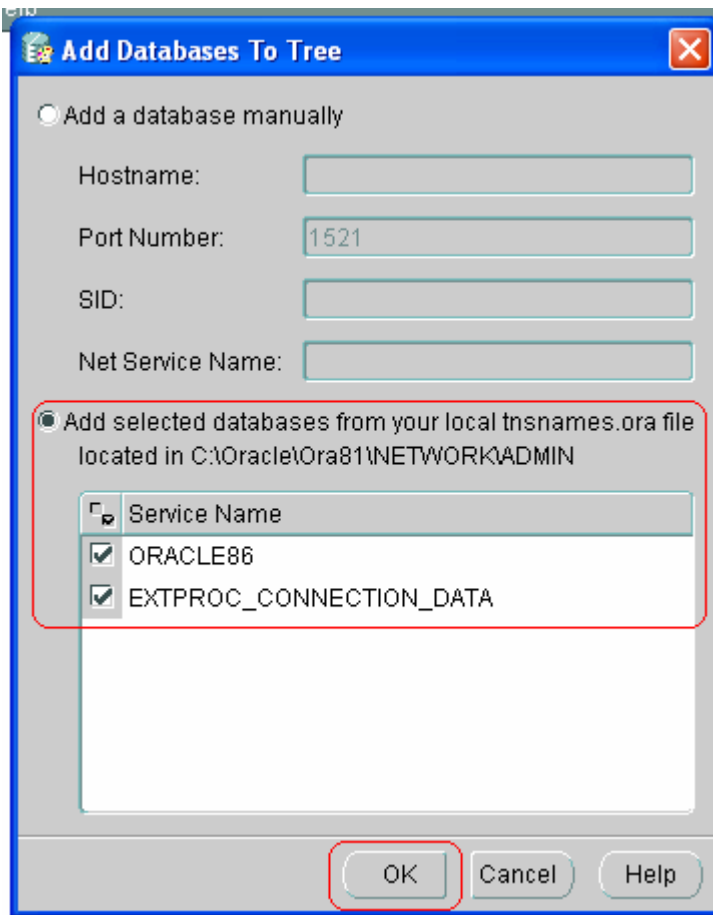 Add Databases To Tree
Add a database manually
Hostname:
Port Number: 1521
SID:
Net Service Name:
Add selected databases from your local tnsnames.ora file
located in C:\Oracle\Ora81\NETWORK\ADMIN
Service Name
ORACLE86
EXTPROC_CONNECTION_DATA
OK Cancel Help